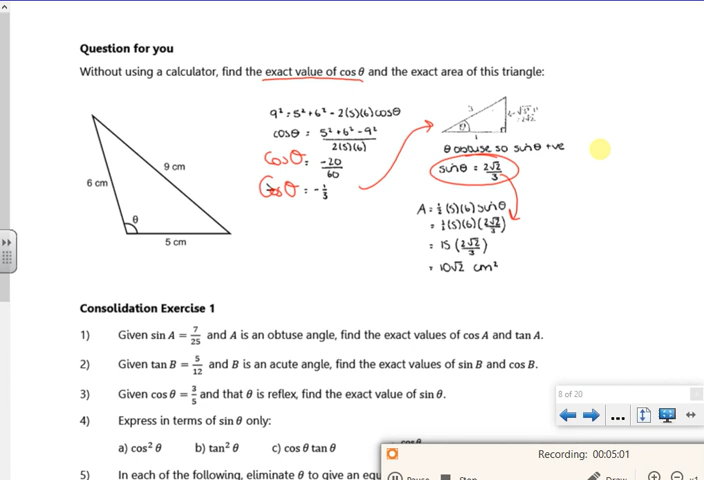 Question for you
Without using a calculator, find the exact value of cos θ and the exact area of this triangle:
9² = 5² + 6² - 2(5)(6)cosθ
cosθ = 5² + 6² - 9² / 2(5)(6)
cosθ = -20/60
cosθ = -1/3
3
θ
1
= 2√2
θ obtuse so sinθ +ve
sinθ = 2√2/3
A = ½(5)(6)sinθ
= ½(5)(6)(2√2/3)
= 15(2√2/3)
= 10√2 cm²
9 cm
6 cm
θ
5 cm
Consolidation Exercise 1
1) Given sin A = 7/25 and A is an obtuse angle, find the exact values of cos A and tan A.
2) Given tan B = 5/12 and B is an acute angle, find the exact values of sin B and cos B.
3) Given cos θ = 3/5 and that θ is reflex, find the exact value of sin θ.
4) Express in terms of sin θ only:
a) cos² θ b) tan² θ c) cos θ tan θ
5) In each of the following, eliminate θ to give an equ
8 of 20
Recording: 00:05:01
Pause
Stop
Draw
x1